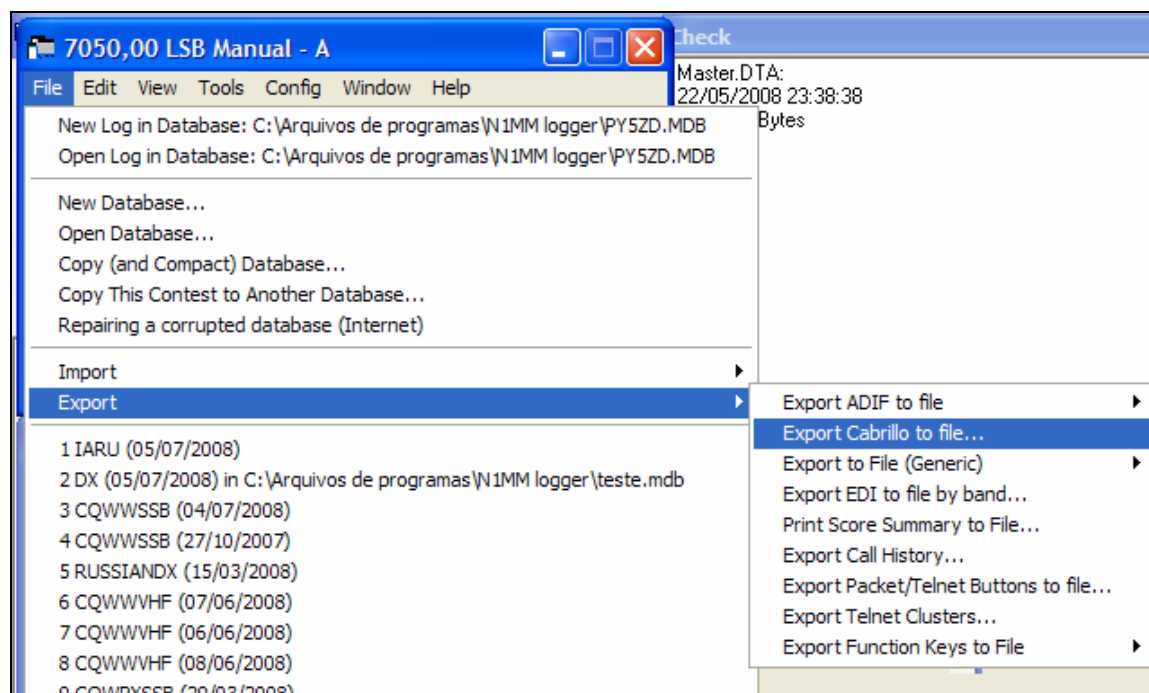 7050,00 LSB Manual - A
File Edit View Tools Config Window Help
New Log in Database: C:\Arquivos de programas\N1MM logger\PY5ZD.MDB
Open Log in Database: C:\Arquivos de programas\N1MM logger\PY5ZD.MDB
New Database...
Open Database...
Copy (and Compact) Database...
Copy This Contest to Another Database...
Repairing a corrupted database (Internet)
Import
Export
1 IARU (05/07/2008)
2 DX (05/07/2008) in C:\Arquivos de programas\N1MM logger\teste.mdb
3 CQWWSSB (04/07/2008)
4 CQWWSSB (27/10/2007)
5 RUSSIANDX (15/03/2008)
6 CQWWVHF (07/06/2008)
7 CQWWVHF (06/06/2008)
8 CQWWVHF (08/06/2008)
9 CQWPXSSB (29/03/2008)
Check
Master.DTA:
22/05/2008 23:38:38
Bytes
Export ADIF to file
Export Cabrillo to file...
Export to File (Generic)
Export EDI to file by band...
Print Score Summary to File...
Export Call History...
Export Packet/Telnet Buttons to file...
Export Telnet Clusters...
Export Function Keys to File